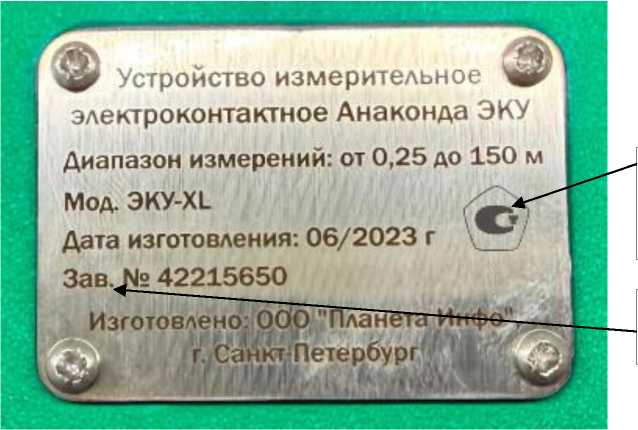 Устройство измерительное
электроконтактное Анаконда ЭКУ
Диапазон измерений: от 0,25 до 150 м
Мод. ЭКУ-XL
Дата изготовления: 06/2023 г
Зав. № 42215650
Изготовлено: ООО "Планета Инфо",
г. Санкт-Петербург